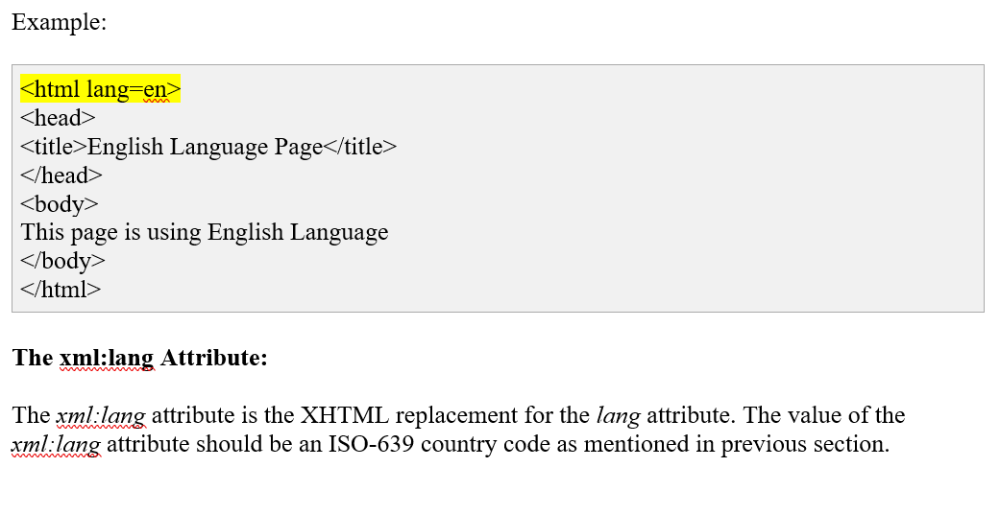 Example:
<html lang=en>
<head>
<title>English Language Page</title>
</head>
<body>
This page is using English Language
</body>
</html>
The xml:lang Attribute:
The xml:lang attribute is the XHTML replacement for the lang attribute. The value of the
xml:lang attribute should be an ISO-639 country code as mentioned in previous section.